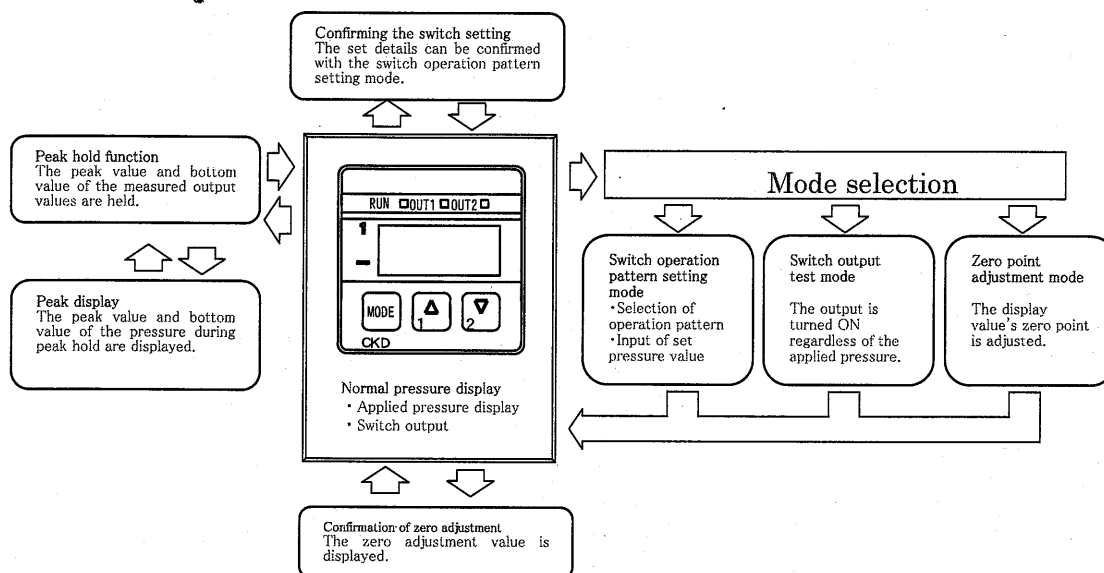 Confirming the switch setting
The set details can be confirmed
with the switch operation pattern
setting mode.
Peak hold function
The peak value and bottom
value of the measured output
values are held.
Peak display
The peak value and bottom
value of the pressure during
peak hold are displayed.
RUN OUT1 OUT2
1
MODE
1
2
CKD
Normal pressure display
・Applied pressure display
・Switch output
Mode selection
Switch operation
pattern setting
mode
・Selection of
operation pattern
・Input of set
pressure value
Switch output
test mode
The output is
turned ON
regardless of the
applied pressure.
Zero point
adjustment mode
The display
value's zero point
is adjusted.
Confirmation of zero adjustment
The zero adjustment value is
displayed.